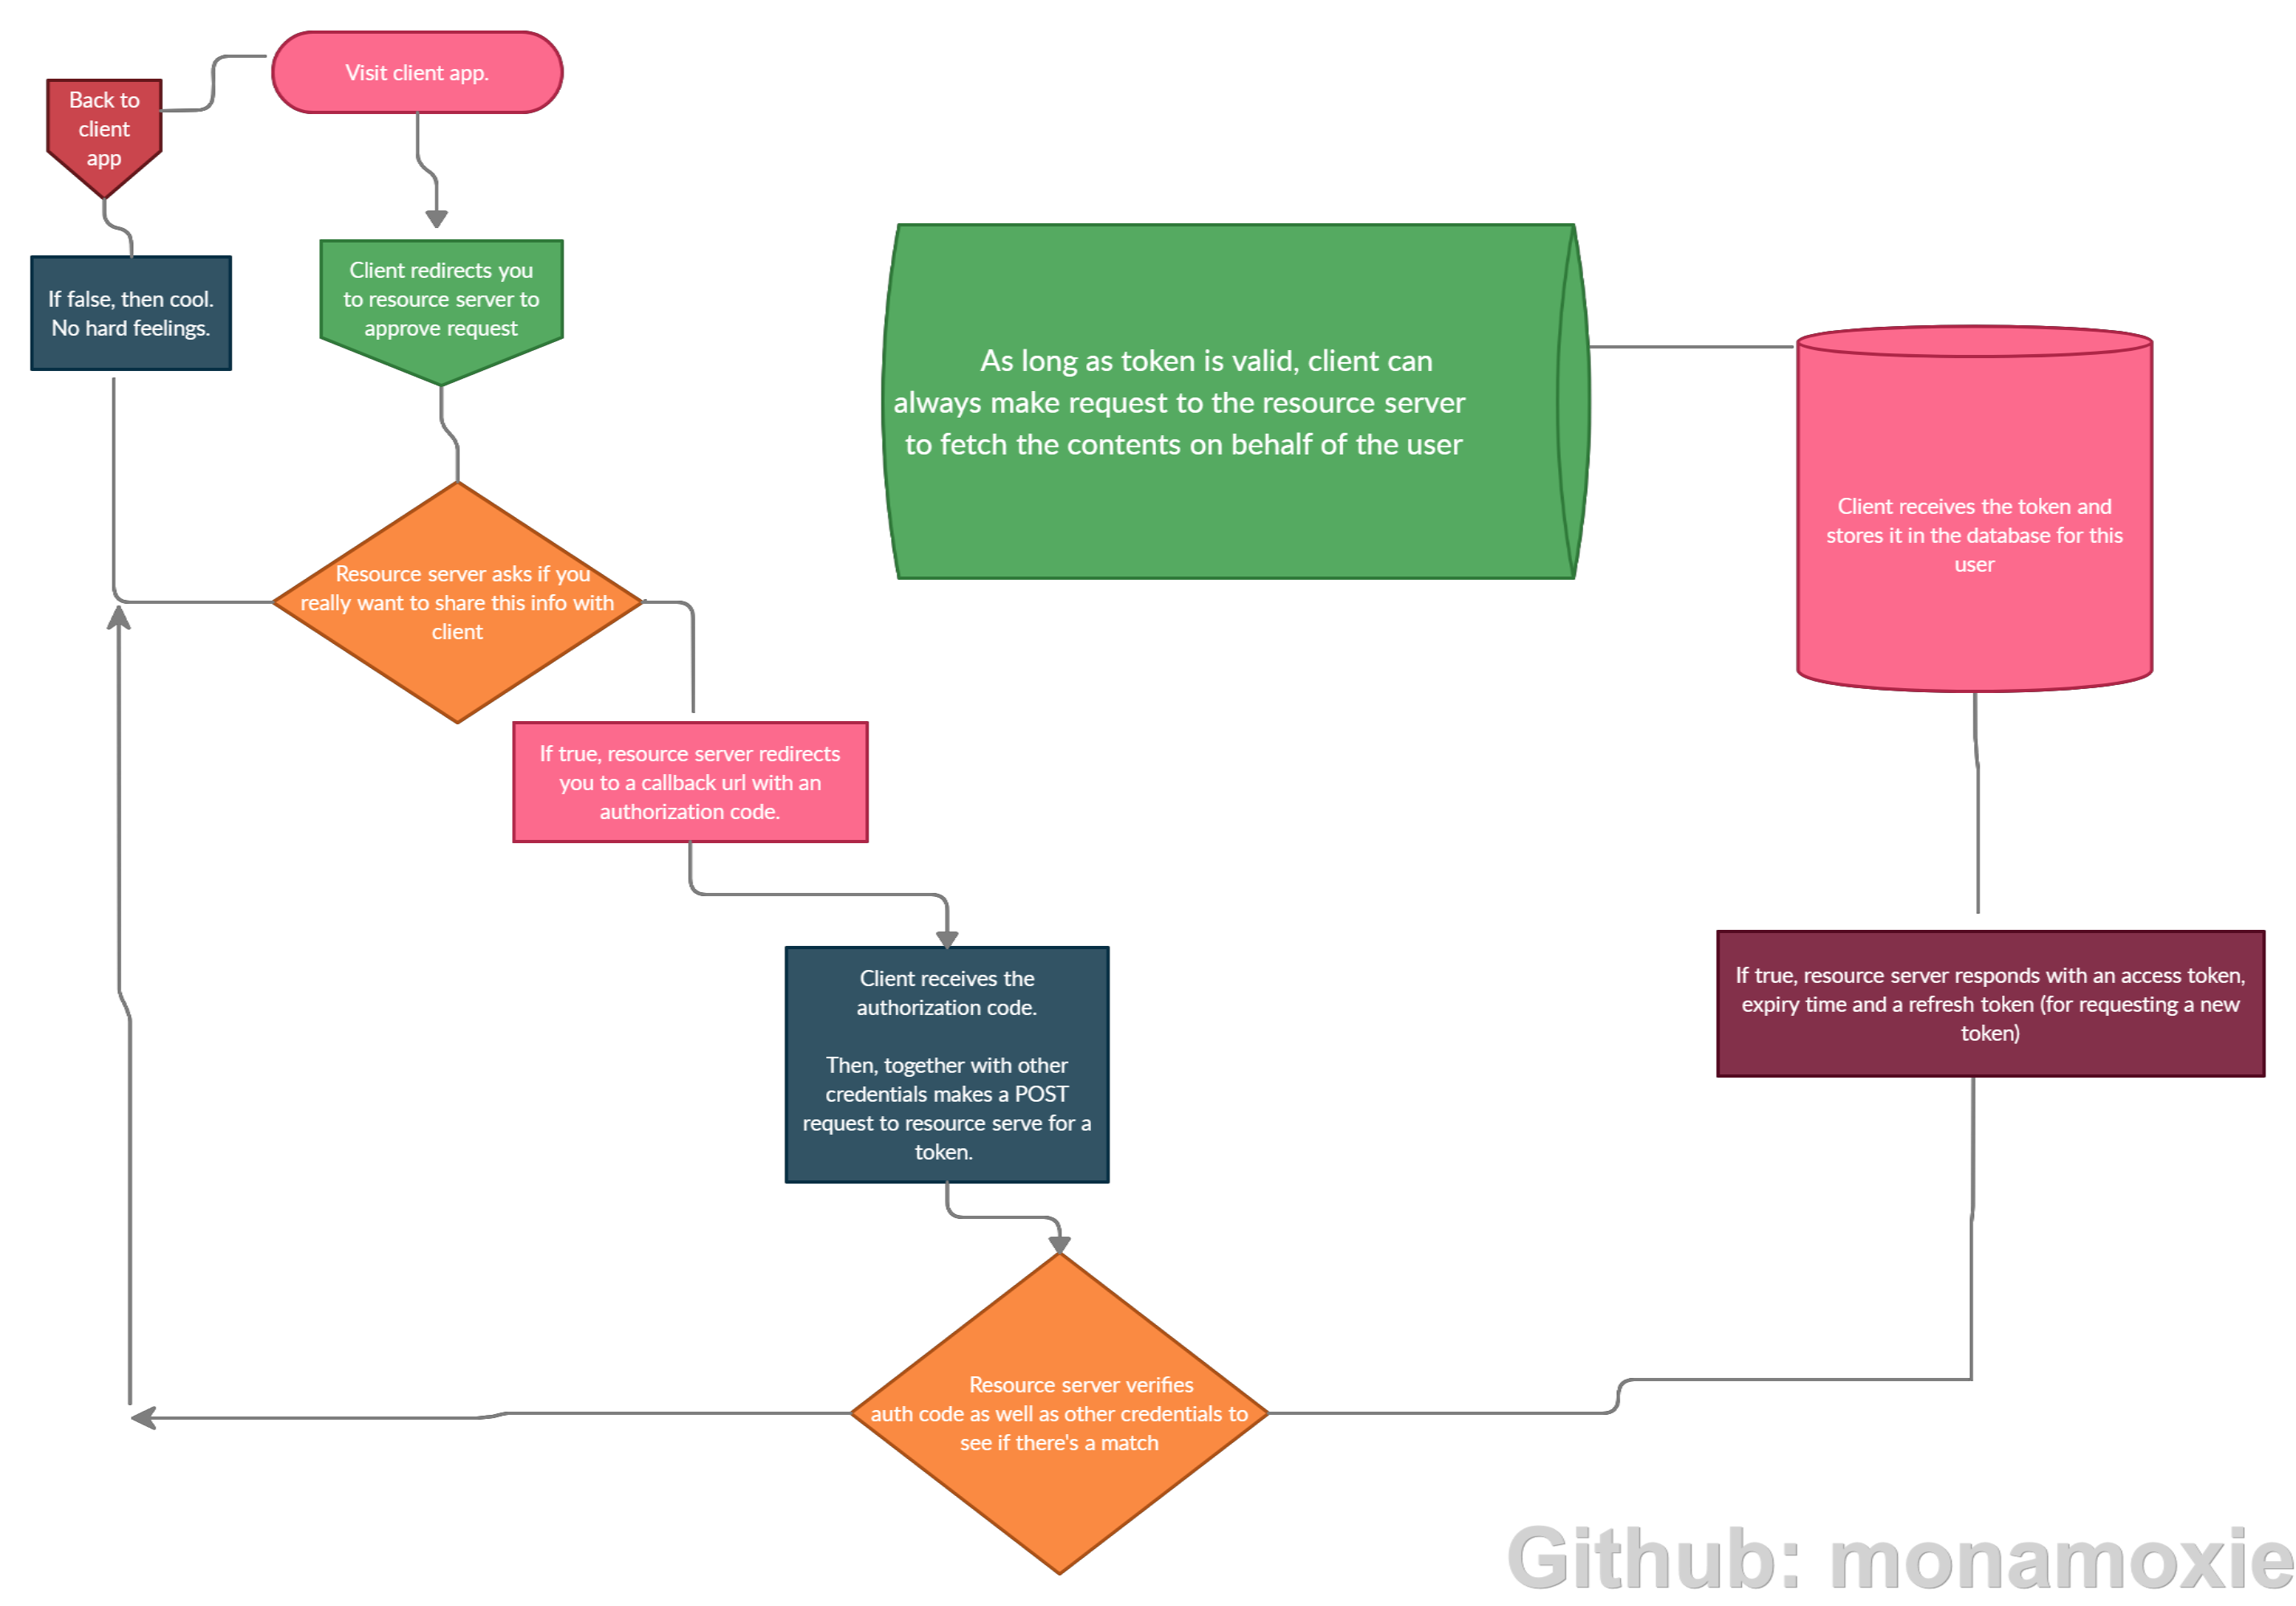 Visit client app.
Back to
client
app
Client redirects you
to resource server to
approve request
If false, then cool.
No hard feelings.
As long as token is valid, client can
always make request to the resource server
to fetch the contents on behalf of the user
Client receives the token and
stores it in the database for this
user
Resource server asks if you
really want to share this info with
client
If true, resource server redirects
you to a callback url with an
authorization code.
Client receives the
authorization code.
Then, together with other
credentials makes a POST
request to resource serve for a
token.
If true, resource server responds with an access token,
expiry time and a refresh token (for requesting a new
token)
Resource server verifies
auth code as well as other credentials to
see if there's a match
Github: monamoxie